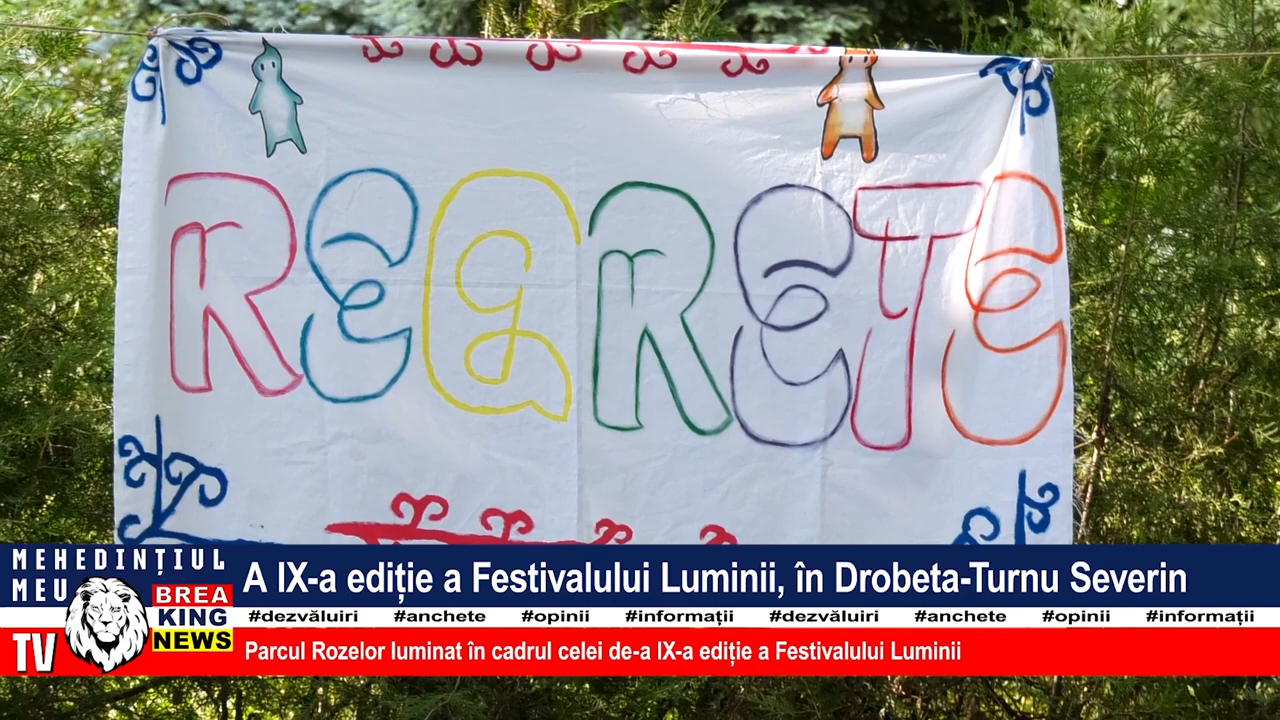 REGRETE
MEHEDINȚIUL
MEU
TV
BREA
KING
NEWS
A IX-a ediție a Festivalului Luminii, în Drobeta-Turnu Severin
#dezvăluiri #anchete #opinii #informații #dezvăluiri #anchete #opinii #informații
Parcul Rozelor luminat în cadrul celei de-a IX-a ediție a Festivalului Luminii